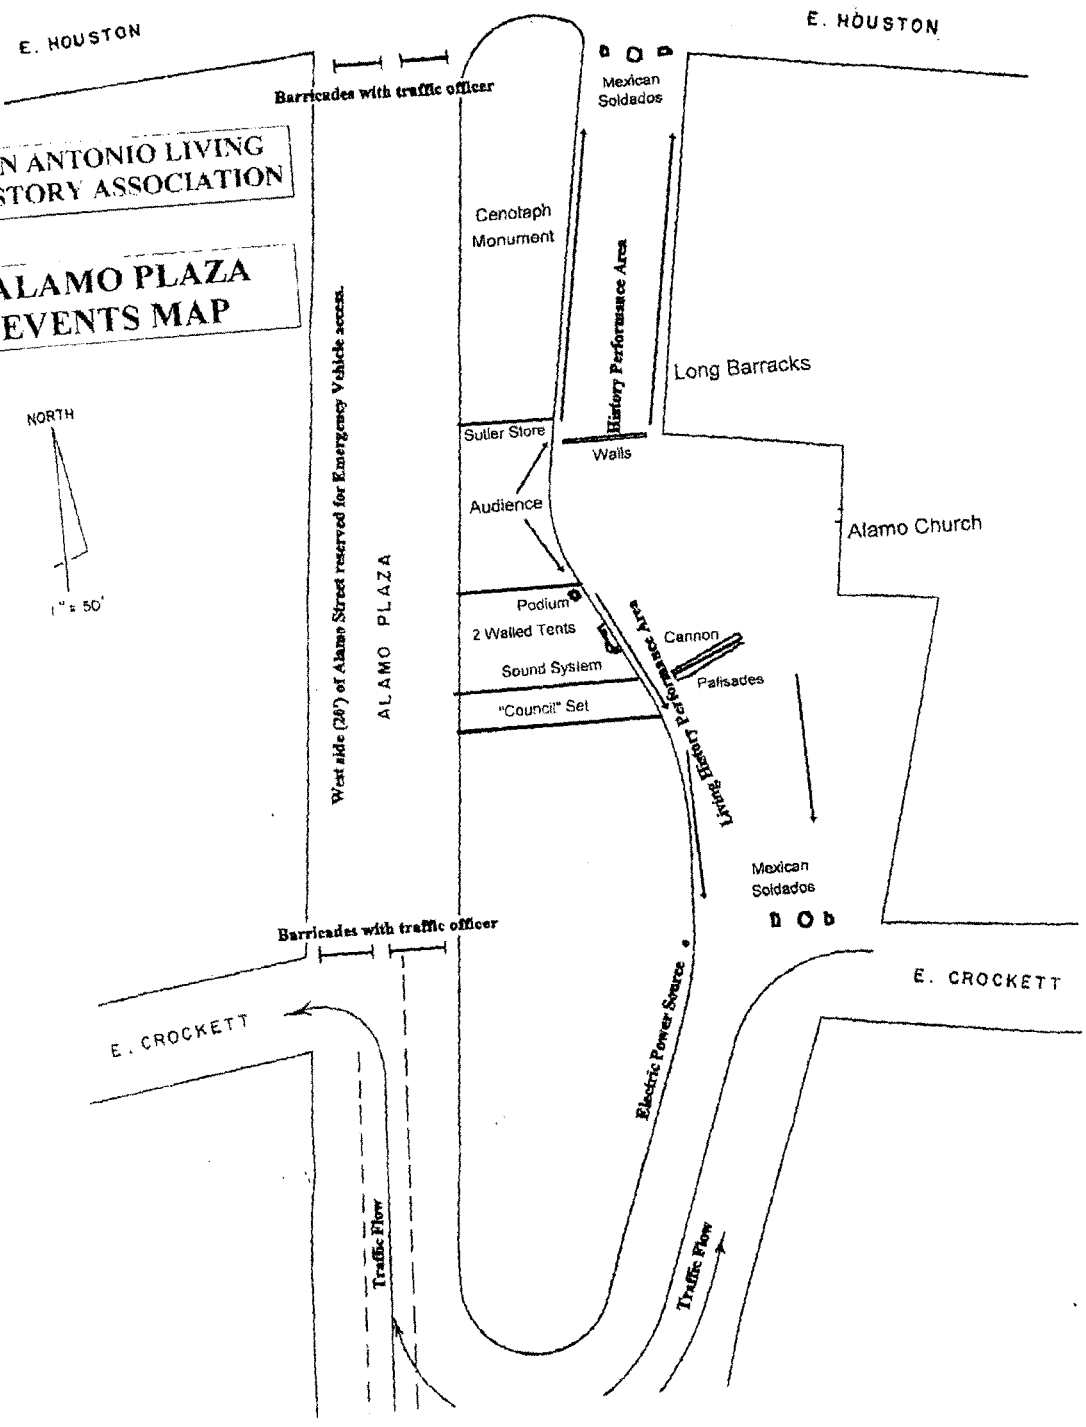 E. HOUSTON
E. HOUSTON
Barricades with traffic officer
Mexican
Soldados
N ANTONIO LIVING
STORY ASSOCIATION
ALAMO PLAZA
EVENTS MAP
Cenotaph
Monument
History Performance Area
West side (26') of Alamo Street reserved for Emergency Vehicle access.
Long Barracks
NORTH
1" = 50'
Sutler Store
Walls
Audience
Alamo Church
ALAMO PLAZA
Podium
2 Walled Tents
Sound System
"Council" Set
Living History Performance Area
Cannon
Palisades
Mexican
Soldados
Barricades with traffic officer
E. CROCKETT
E. CROCKETT
Electric Power Source
Traffic Flow
Traffic Flow